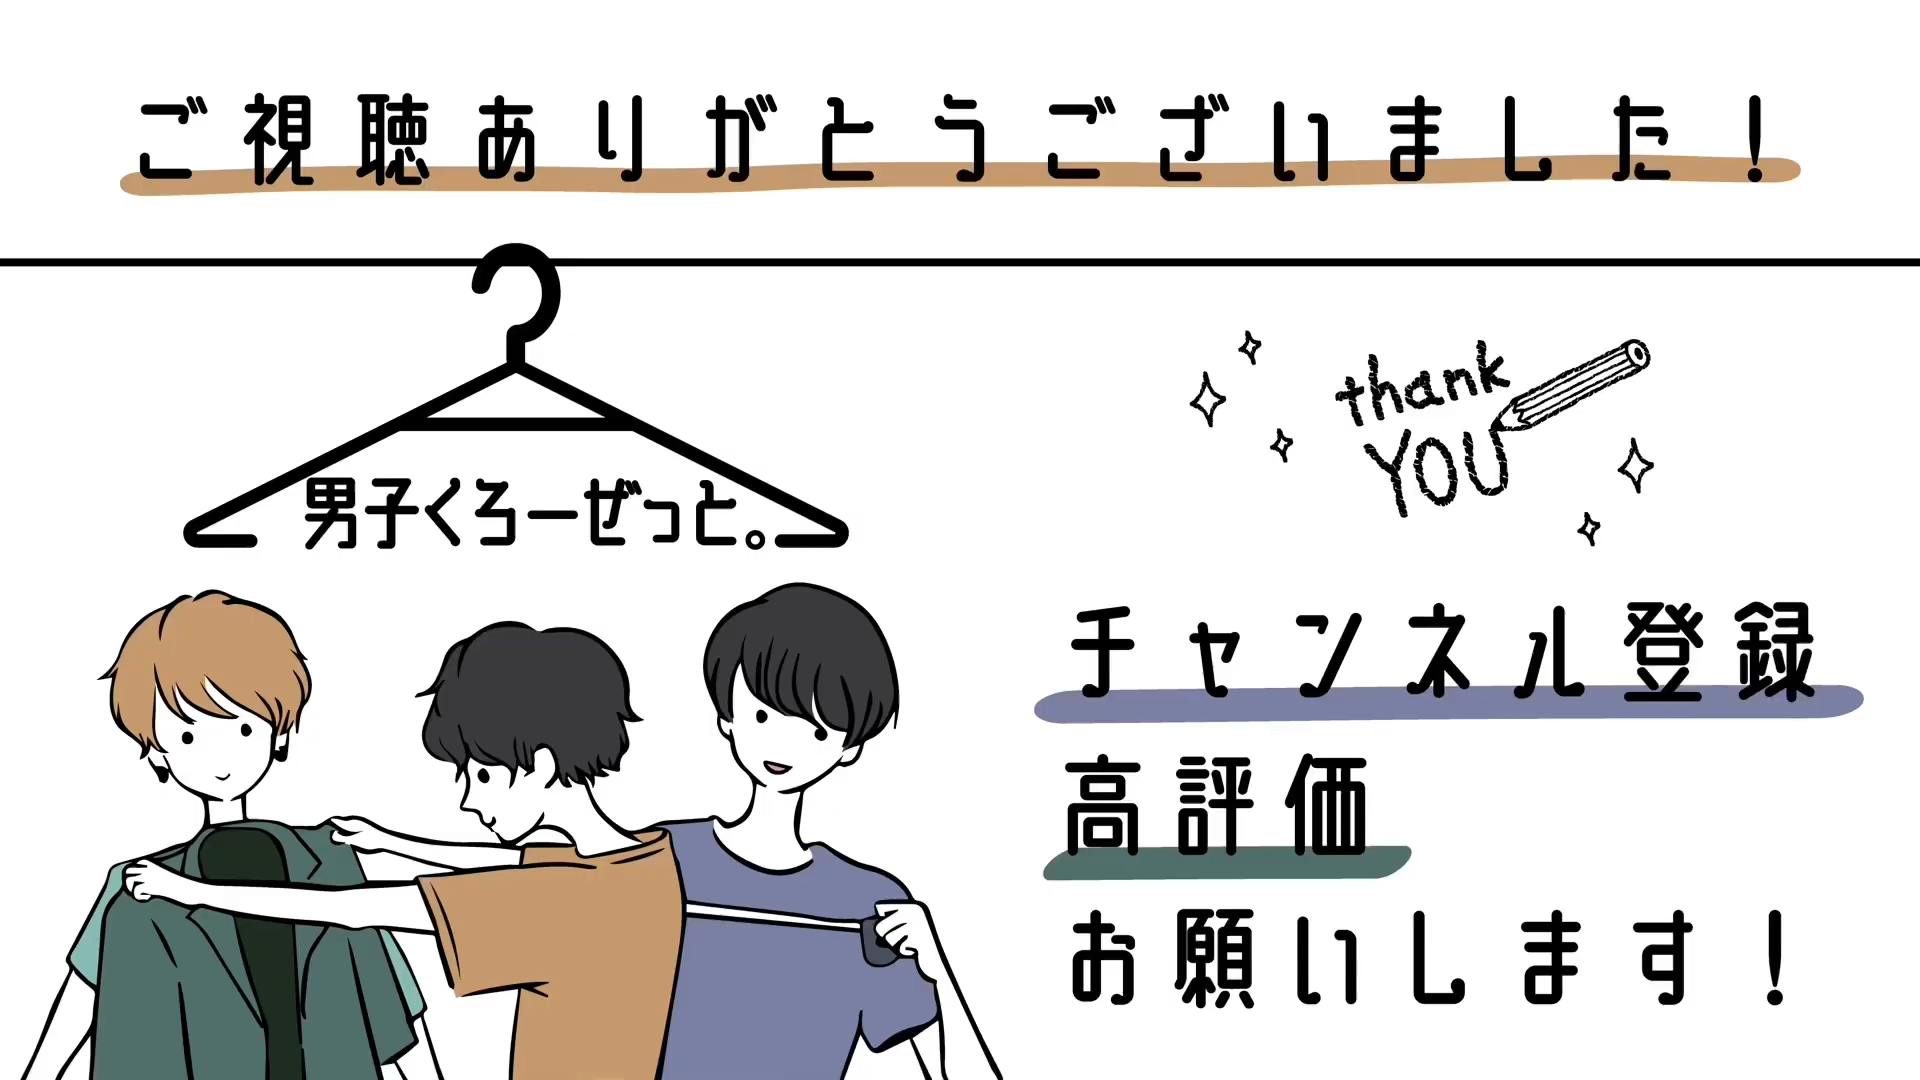 ご視聴ありがとうございました！
男子くろーぜっと。
thank
YOU
チャンネル登録
高評価
お願いします！